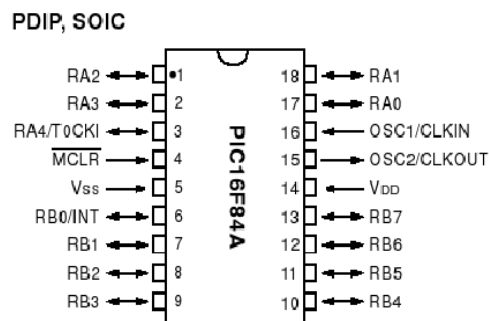 PDIP, SOIC
RA2 1 18 RA1
RA3 2 17 RA0
RA4/T0CKI 3 16 OSC1/CLKIN
MCLR 4 15 OSC2/CLKOUT
Vss 5 14 VDD
RB0/INT 6 13 RB7
RB1 7 12 RB6
RB2 8 11 RB5
RB3 9 10 RB4
PIC16F84A